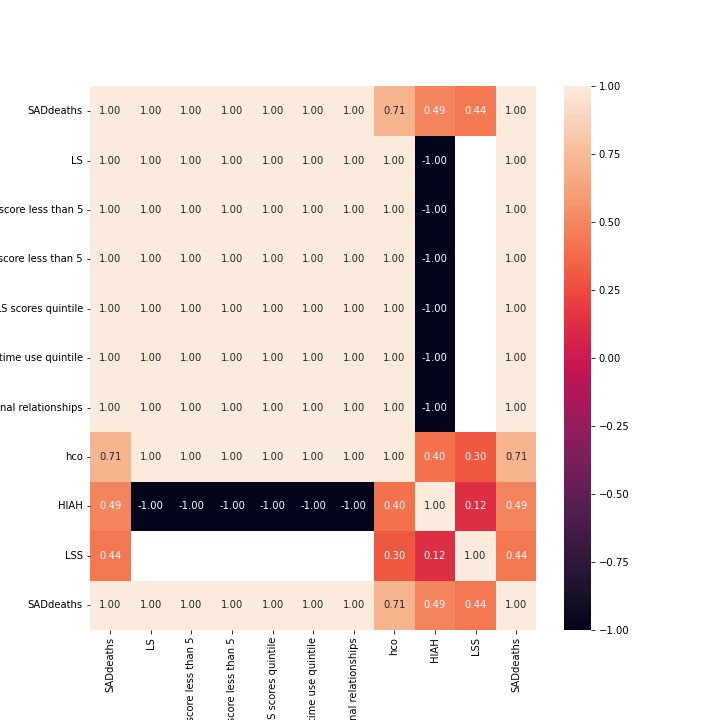 SADdeaths 1.00 1.00 1.00 1.00 1.00 1.00 1.00 0.71 0.49 0.44 1.00
LS 1.00 1.00 1.00 1.00 1.00 1.00 1.00 1.00 -1.00 1.00
score less than 5 1.00 1.00 1.00 1.00 1.00 1.00 1.00 1.00 -1.00 1.00
score less than 5 1.00 1.00 1.00 1.00 1.00 1.00 1.00 1.00 -1.00 1.00
S scores quintile 1.00 1.00 1.00 1.00 1.00 1.00 1.00 1.00 -1.00 1.00
time use quintile 1.00 1.00 1.00 1.00 1.00 1.00 1.00 1.00 -1.00 1.00
nal relationships 1.00 1.00 1.00 1.00 1.00 1.00 1.00 1.00 -1.00 1.00
hco 0.71 1.00 1.00 1.00 1.00 1.00 1.00 1.00 0.40 0.30 0.71
HIAH 0.49 -1.00 -1.00 -1.00 -1.00 -1.00 -1.00 0.40 1.00 0.12 0.49
LSS 0.44 0.30 0.12 1.00 0.44
SADdeaths 1.00 1.00 1.00 1.00 1.00 1.00 1.00 0.71 0.49 0.44 1.00
SADdeaths
LS
score less than 5
score less than 5
S scores quintile
time use quintile
nal relationships
hco
HIAH
LSS
SADdeaths
1.00
0.75
0.50
0.25
0.00
−0.25
−0.50
−0.75
−1.00